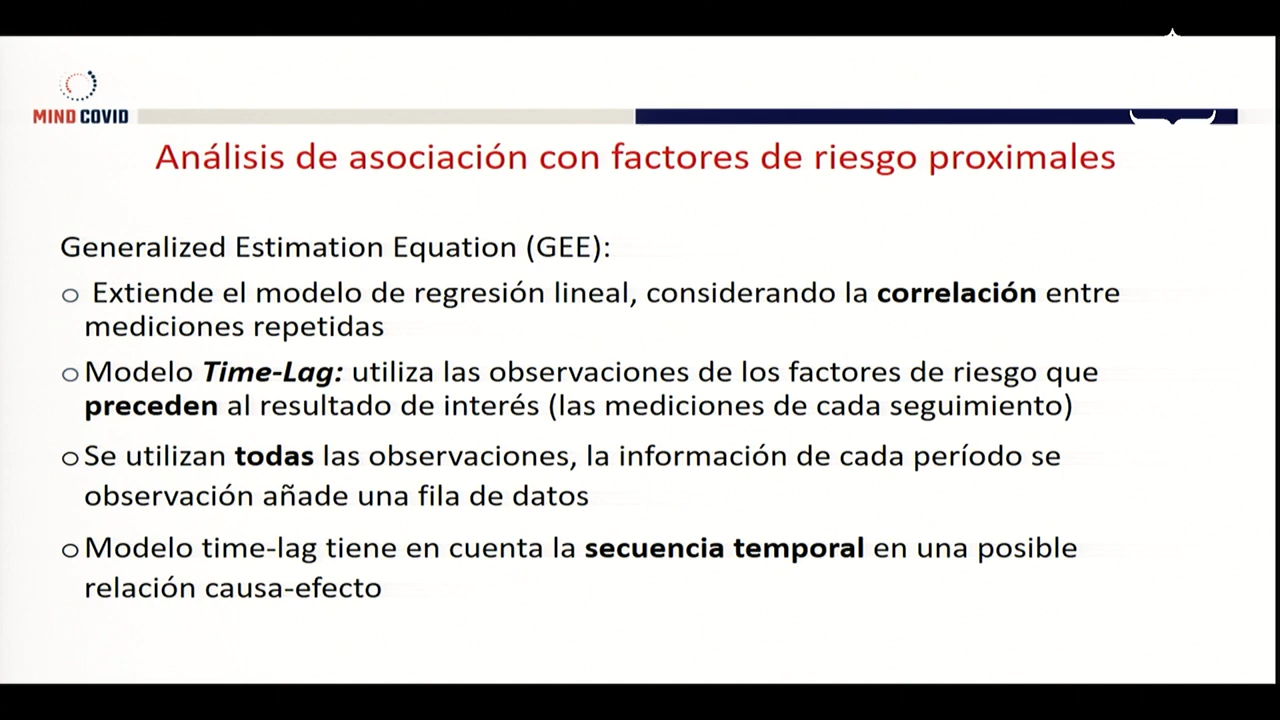 MIND COVID
Análisis de asociación con factores de riesgo proximales
Generalized Estimation Equation (GEE):
Extiende el modelo de regresión lineal, considerando la correlación entre
mediciones repetidas
Modelo Time-Lag: utiliza las observaciones de los factores de riesgo que
preceden al resultado de interés (las mediciones de cada seguimiento)
Se utilizan todas las observaciones, la información de cada período se
observación añade una fila de datos
Modelo time-lag tiene en cuenta la secuencia temporal en una posible
relación causa-efecto